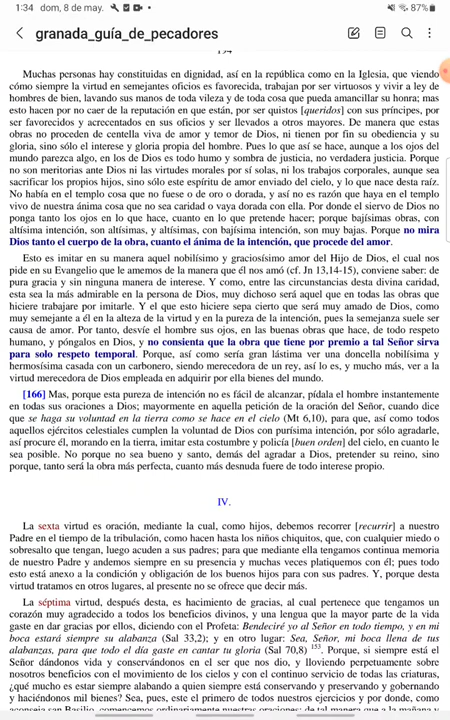 1:34 dom, 8 de may.
87%
granada_guía_de_pecadores
194
Muchas personas hay constituidas en dignidad, así en la república como en la Iglesia, que viendo
cómo siempre la virtud en semejantes oficios es favorecida, trabajan por ser virtuosos y vivir a ley de
hombres de bien, lavando sus manos de toda vileza y de toda cosa que pueda amancillar su honra; mas
esto hacen por no caer de la reputación en que están, por ser quistos [queridos] con sus príncipes, por
ser favorecidos y acrecentados en sus oficios y ser llevados a otros mayores. De manera que estas
obras no proceden de centella viva de amor y temor de Dios, ni tienen por fin su obediencia y su
gloria, sino sólo el interese y gloria propia del hombre. Pues lo que así se hace, aunque a los ojos del
mundo parezca algo, en los de Dios es todo humo y sombra de justicia, no verdadera justicia. Porque
no son meritorias ante Dios ni las virtudes morales por sí solas, ni los trabajos corporales, aunque sea
sacrificar los propios hijos, sino sólo este espíritu de amor enviado del cielo, y lo que nace desta raíz.
No había en el templo cosa que no fuese o de oro o dorada, y así no es razón que haya en el templo
vivo de nuestra ánima cosa que no sea caridad o vaya dorada con ella. Por donde el siervo de Dios no
ponga tanto los ojos en lo que hace, cuanto en lo que pretende hacer; porque bajísimas obras, con
altísima intención, son altísimas, y altísimas, con bajísima intención, son muy bajas. Porque no mira
Dios tanto el cuerpo de la obra, cuanto el ánima de la intención, que procede del amor.
Esto es imitar en su manera aquel nobilísimo y graciosísimo amor del Hijo de Dios, el cual nos
pide en su Evangelio que le amemos de la manera que él nos amó (cf. Jn 13,14-15), conviene saber: de
pura gracia y sin ninguna manera de interese. Y como, entre las circunstancias desta divina caridad,
esta sea la más admirable en la persona de Dios, muy dichoso será aquel que en todas las obras que
hiciere trabajare por imitarle. Y el que esto hiciere sepa cierto que será muy amado de Dios, como
muy semejante a él en la alteza de la virtud y en la pureza de la intención, pues la semejanza suele ser
causa de amor. Por tanto, desvíe el hombre sus ojos, en las buenas obras que hace, de todo respeto
humano, y póngalos en Dios, y no consienta que la obra que tiene por premio a tal Señor sirva
para solo respeto temporal. Porque, así como sería gran lástima ver una doncella nobilísima y
hermosísima casada con un carbonero, siendo merecedora de un rey, así lo es, y mucho más, ver a la
virtud merecedora de Dios empleada en adquirir por ella bienes del mundo.
[166] Mas, porque esta pureza de intención no es fácil de alcanzar, pídala el hombre instantemente
en todas sus oraciones a Dios; mayormente en aquella petición de la oración del Señor, cuando dice
que se haga su voluntad en la tierra como se hace en el cielo (Mt 6,10), para que, así como todos
aquellos ejércitos celestiales cumplen la voluntad de Dios con purísima intención, por sólo agradarle,
así procure él, morando en la tierra, imitar esta costumbre y policía [buen orden] del cielo, en cuanto le
sea posible. No porque no sea bueno y santo, demás del agradar a Dios, pretender su reino, sino
porque, tanto será la obra más perfecta, cuanto más desnuda fuere de todo interese propio.
IV.
La sexta virtud es oración, mediante la cual, como hijos, debemos recorrer [recurrir] a nuestro
Padre en el tiempo de la tribulación, como hacen hasta los niños chiquitos, que, con cualquier miedo o
sobresalto que tengan, luego acuden a sus padres; para que mediante ella tengamos continua memoria
de nuestro Padre y andemos siempre en su presencia y muchas veces platiquemos con él; pues todo
esto está anexo a la condición y obligación de los buenos hijos para con sus padres. Y, porque desta
virtud tratamos en otros lugares, al presente no se ofrece que decir más.
La séptima virtud, después desta, es hacimiento de gracias, al cual pertenece que tengamos un
corazón muy agradecido a todos los beneficios divinos, y una lengua que la mayor parte de la vida
gaste en dar gracias por ellos, diciendo con el Profeta: Bendeciré yo al Señor en todo tiempo, y en mi
boca estará siempre su alabanza (Sal 33,2); y en otro lugar: Sea, Señor, mi boca llena de tus
alabanzas, para que todo el día gaste en cantar tu gloria (Sal 70,8) 153. Porque, si siempre está el
Señor dándonos vida y conservándonos en el ser que nos dio, y lloviendo perpetuamente sobre
nosotros beneficios con el movimiento de los cielos y con el continuo servicio de todas las criaturas,
¿qué mucho es estar siempre alabando a quien siempre está conservando y preservando y gobernando
y haciéndonos mil bienes? Sea, pues, este el primero de todos nuestros ejercicios y por donde, como
aconseja san Basilio, comencemos ordinariamente nuestras oraciones; de tal manera que a la mañana y